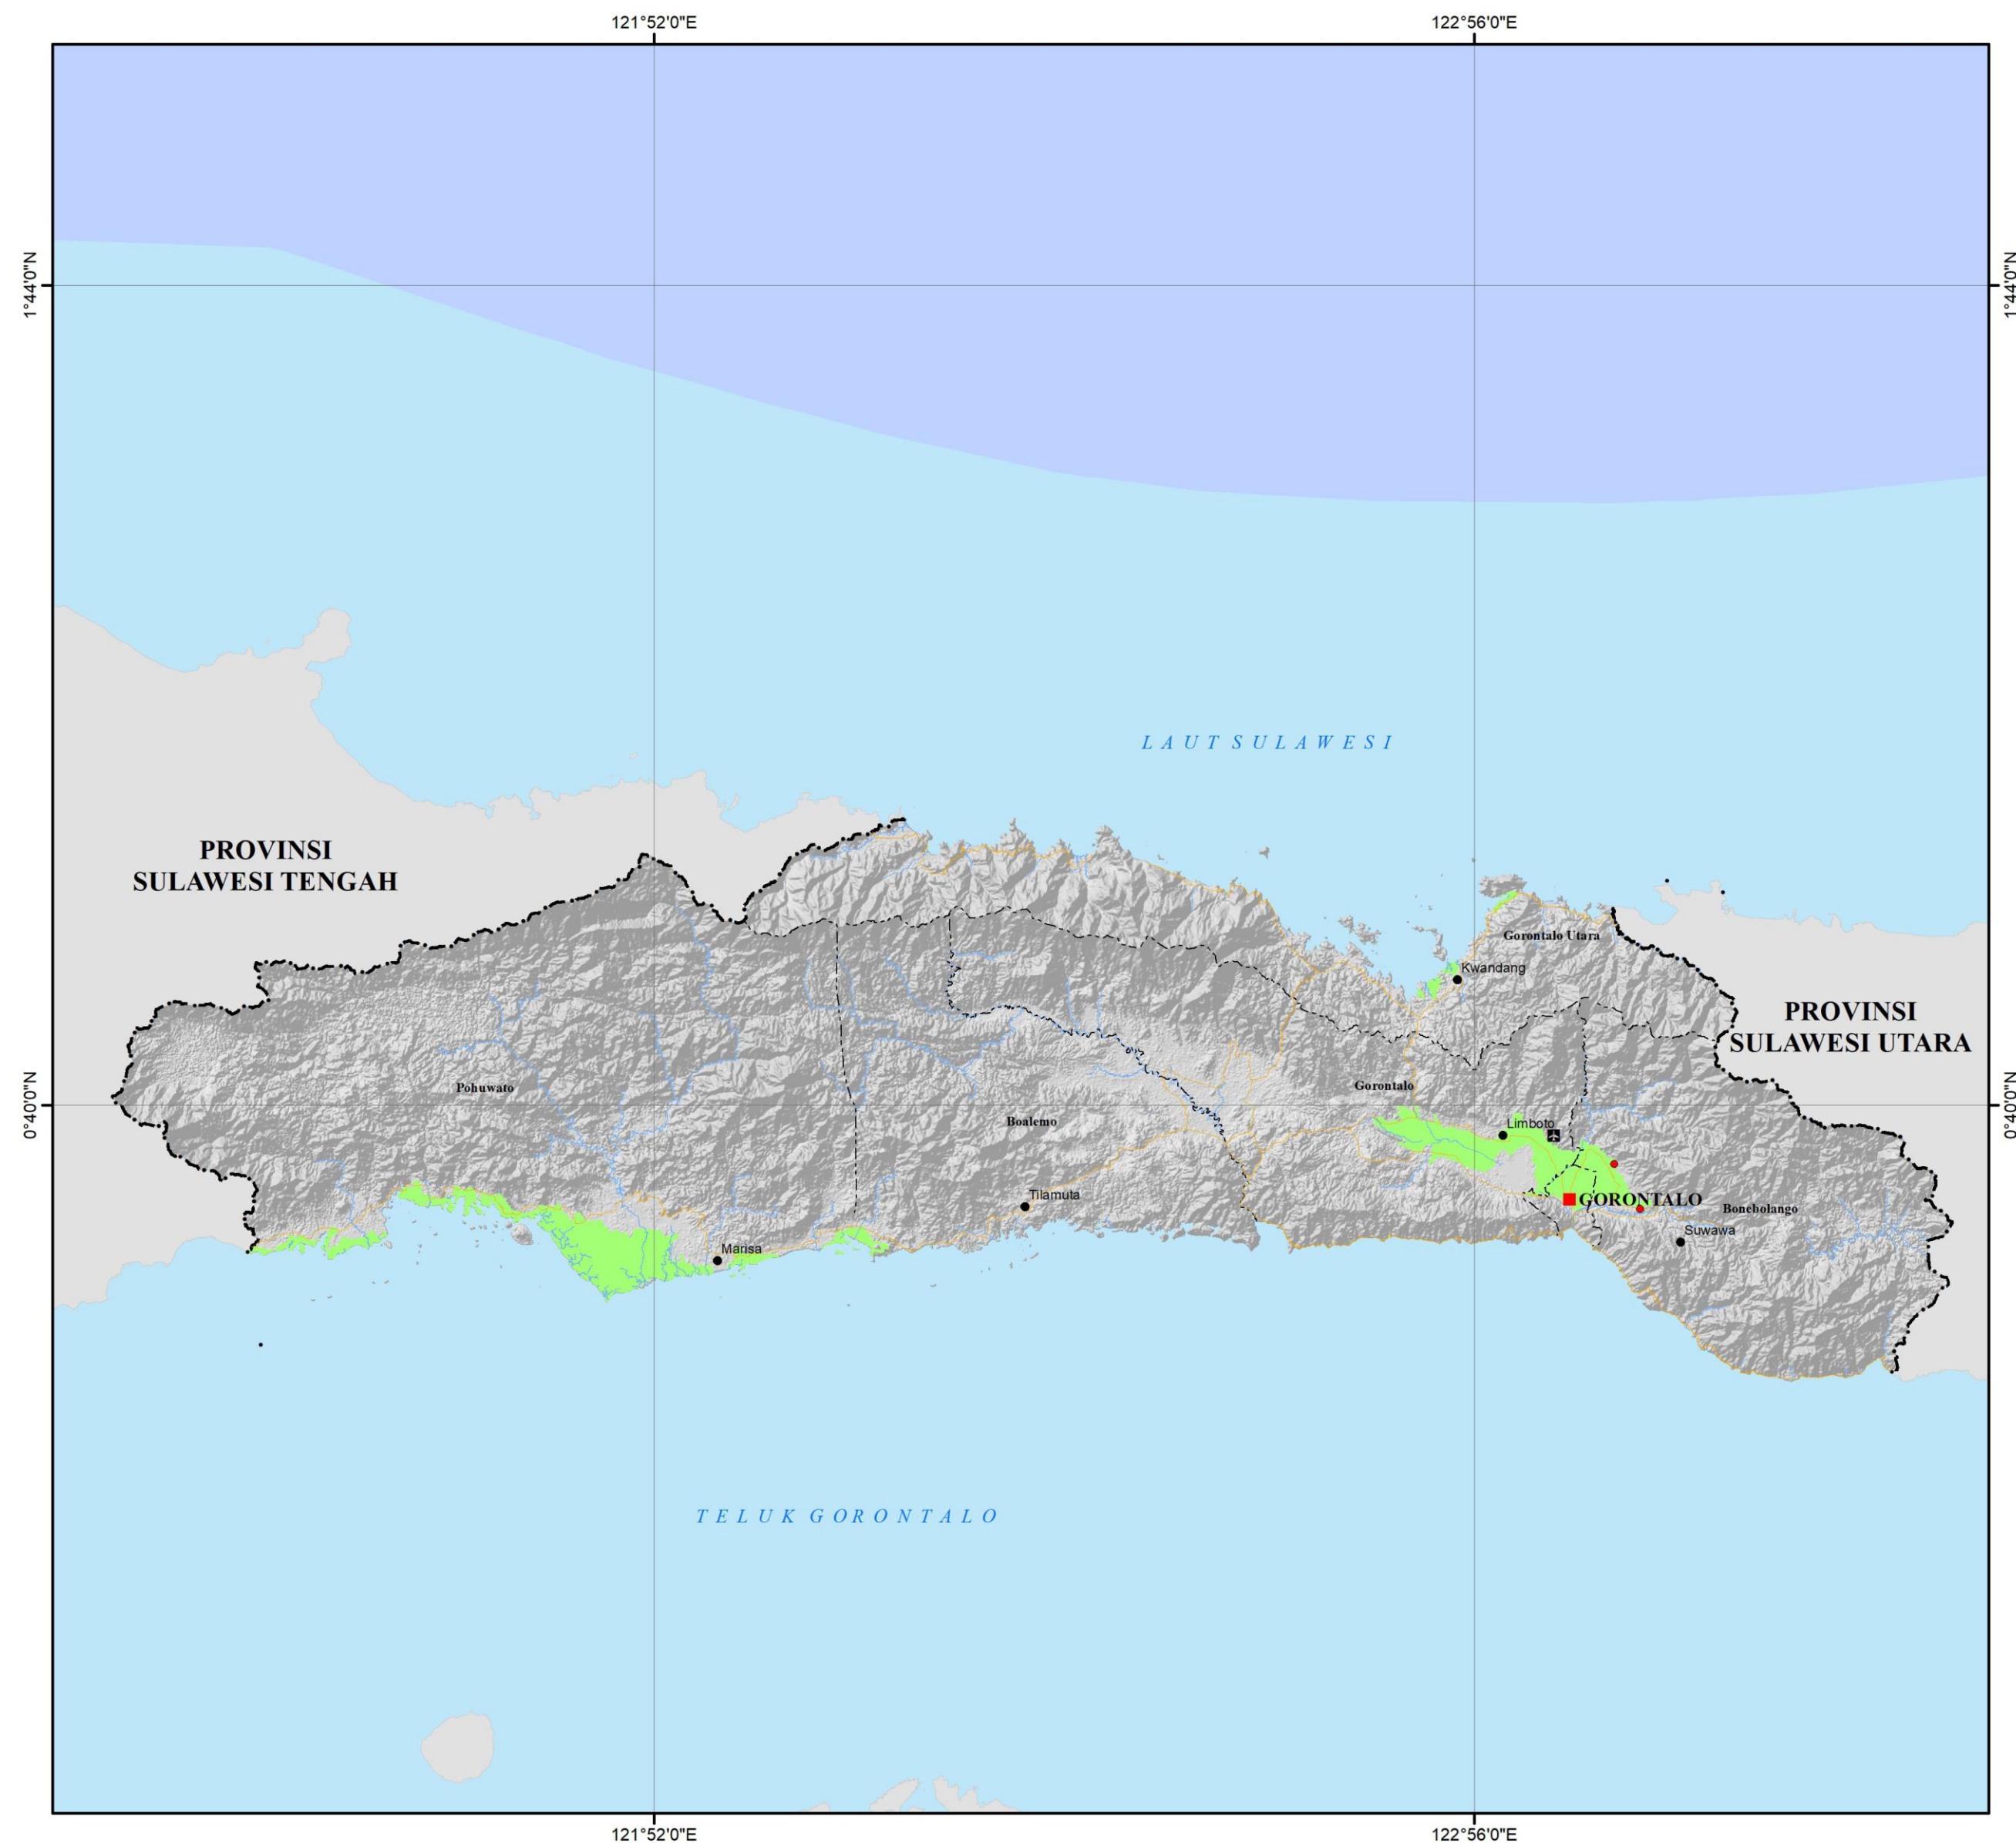 121°52'0"E
122°56'0"E
1°44'0"N
1°44'0"N
LAUT SULAWESI
PROVINSI
SULAWESI TENGAH
Gorontalo Utara
Kwandang
PROVINSI
SULAWESI UTARA
Pohuwato
Gorontalo
0°40'0"N
0°40'0"N
Boalemo
Limboto
Tilamuta
GORONTALO
Bonebolango
Suwawa
Marisa
TELUK GORONTALO
121°52'0"E
122°56'0"E